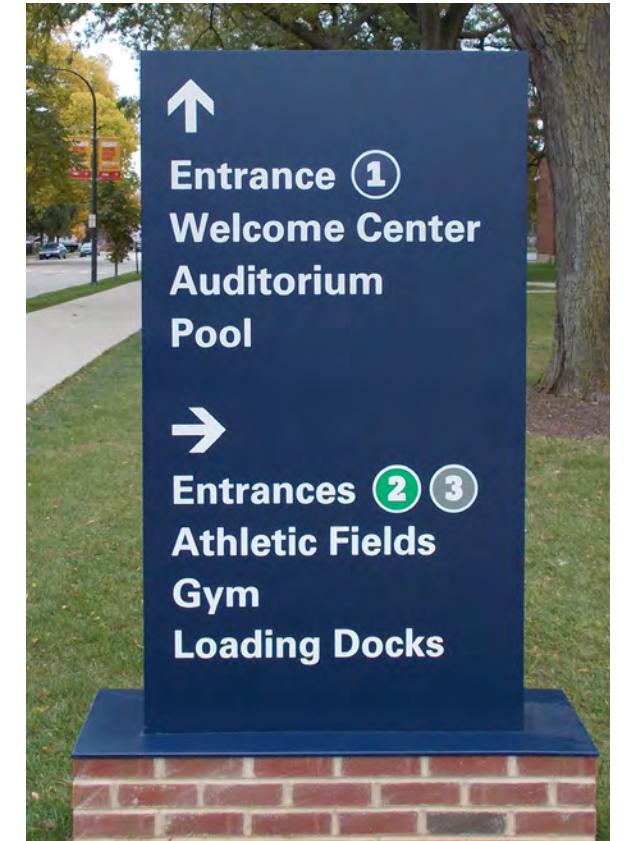 Entrance 1
Welcome Center
Auditorium
Pool
Entrances 2 3
Athletic Fields
Gym
Loading Docks